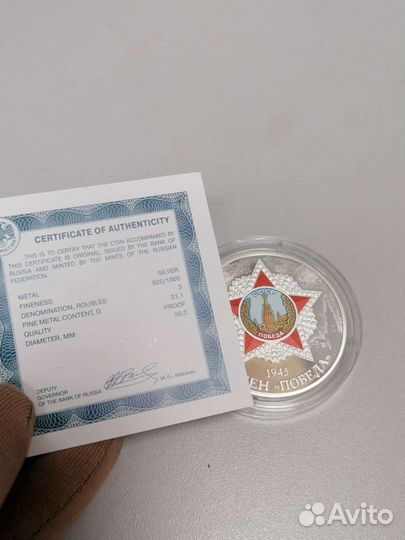 CERTIFICATE OF AUTHENTICITY
THIS IS TO CERTIFY THAT THE COIN ACCOMPANIED BY
THIS CERTIFICATE IS ORIGINAL, ISSUED BY THE BANK OF
RUSSIA AND MINTED BY THE MINTS OF THE RUSSIAN
FEDERATION.
METAL SILVER
FINENESS 925/1000
DENOMINATION, ROUBLES 3
FINE METAL CONTENT, G 31,1
QUALITY PROOF
DIAMETER, MM 39,0
DEPUTY
GOVERNOR
OF THE BANK OF RUSSIA
M.Yu. Alekseev
СССР
ПОБЕДА
1945
ЕН «ПОБЕДА»
Avito